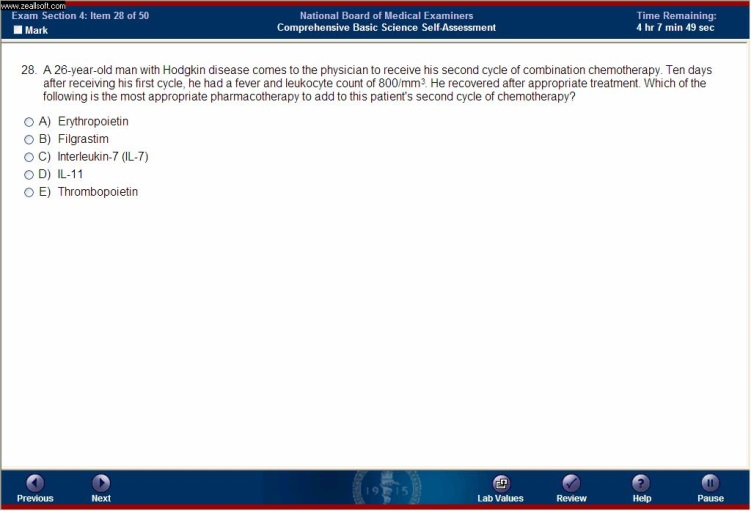 www.zeallsoft.com
Exam Section 4: Item 28 of 50
National Board of Medical Examiners
Time Remaining:
Mark
Comprehensive Basic Science Self-Assessment
4 hr 7 min 49 sec
28. A 26-year-old man with Hodgkin disease comes to the physician to receive his second cycle of combination chemotherapy. Ten days
after receiving his first cycle, he had a fever and leukocyte count of 800/mm³. He recovered after appropriate treatment. Which of the
following is the most appropriate pharmacotherapy to add to this patient's second cycle of chemotherapy?
A) Erythropoietin
B) Filgrastim
C) Interleukin-7 (IL-7)
D) IL-11
E) Thrombopoietin
1915
Previous Next Lab Values Review Help Pause